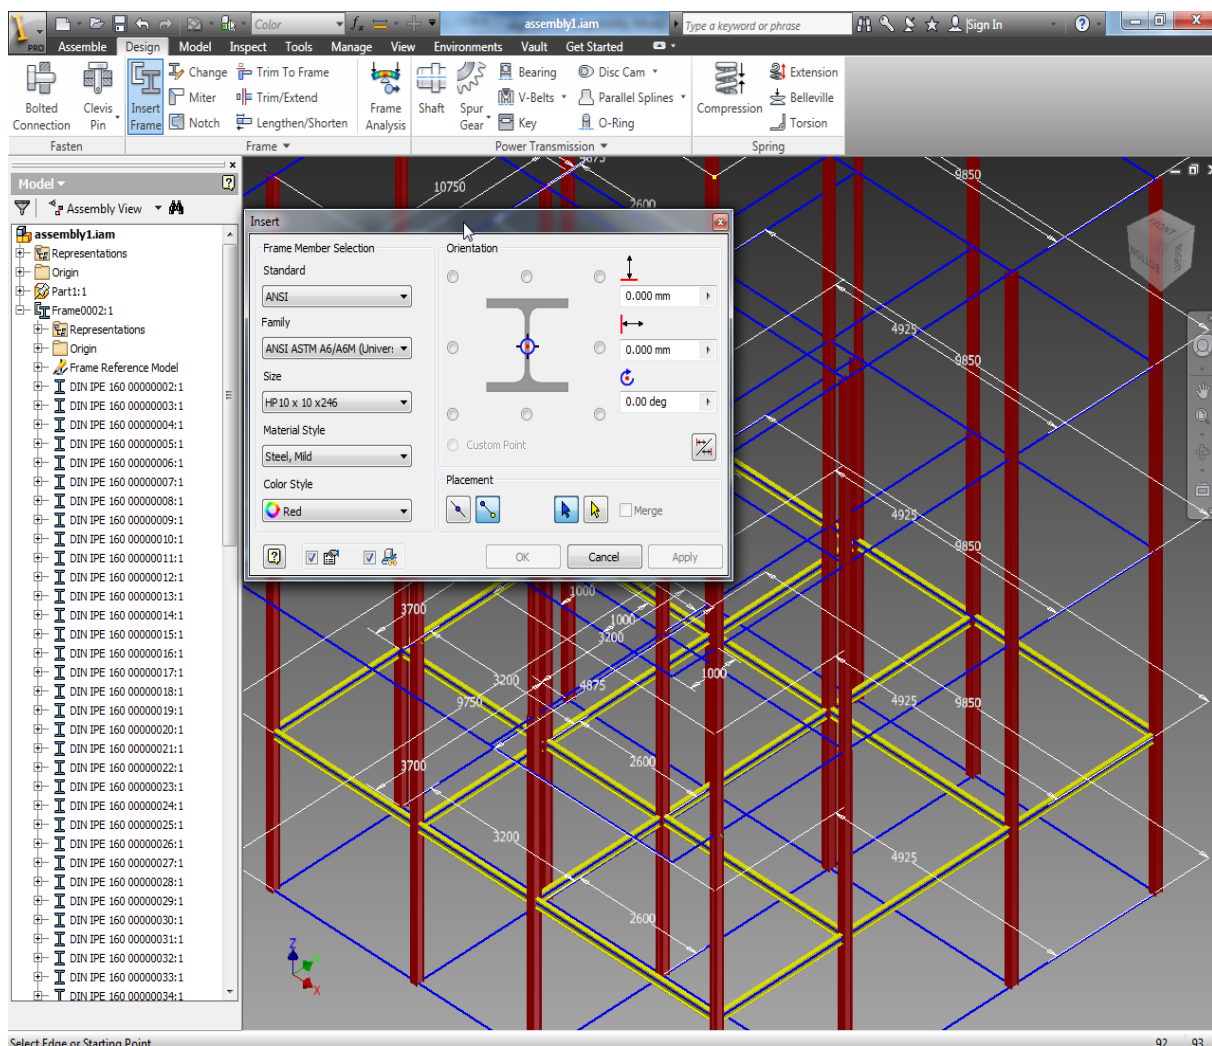 Color
assembly1.iam
Type a keyword or phrase
Sign In
PRO
Assemble Design Model Inspect Tools Manage View Environments Vault Get Started
Bolted Connection
Clevis Pin
Insert Frame
Change
Miter
Notch
Trim To Frame
Trim/Extend
Lengthen/Shorten
Frame Analysis
Shaft
Spur Gear
Bearing
V-Belts
Key
Disc Cam
Parallel Splines
O-Ring
Compression
Extension
Belleville
Torsion
Fasten
Frame
Power Transmission
Spring
Model
Assembly View
assembly1.iam
Representations
Origin
Part1:1
Frame0002:1
Representations
Origin
Frame Reference Model
DIN IPE 160 00000002:1
DIN IPE 160 00000003:1
DIN IPE 160 00000004:1
DIN IPE 160 00000005:1
DIN IPE 160 00000006:1
DIN IPE 160 00000007:1
DIN IPE 160 00000008:1
DIN IPE 160 00000009:1
DIN IPE 160 00000010:1
DIN IPE 160 00000011:1
DIN IPE 160 00000012:1
DIN IPE 160 00000013:1
DIN IPE 160 00000014:1
DIN IPE 160 00000015:1
DIN IPE 160 00000016:1
DIN IPE 160 00000017:1
DIN IPE 160 00000018:1
DIN IPE 160 00000019:1
DIN IPE 160 00000020:1
DIN IPE 160 00000021:1
DIN IPE 160 00000022:1
DIN IPE 160 00000023:1
DIN IPE 160 00000024:1
DIN IPE 160 00000025:1
DIN IPE 160 00000026:1
DIN IPE 160 00000027:1
DIN IPE 160 00000028:1
DIN IPE 160 00000029:1
DIN IPE 160 00000030:1
DIN IPE 160 00000031:1
DIN IPE 160 00000032:1
DIN IPE 160 00000033:1
DIN IPE 160 00000034:1
Insert
Frame Member Selection
Standard
ANSI
Family
ANSI ASTM A6/A6M (Univer:
Size
HP10 x 10 x246
Material Style
Steel, Mild
Color Style
Red
Orientation
0.000 mm
0.000 mm
0.00 deg
Custom Point
Placement
Merge
OK
Cancel
Apply
10750
2600
9850
4925
9850
4925
9850
3700
1000
1000
3200
1000
3200
4875
9750
4925
9850
3700
2600
3200
4925
2600
FRONT
RIGHT
BOTTOM
Z
X
Select Edge or Starting Point
92 93